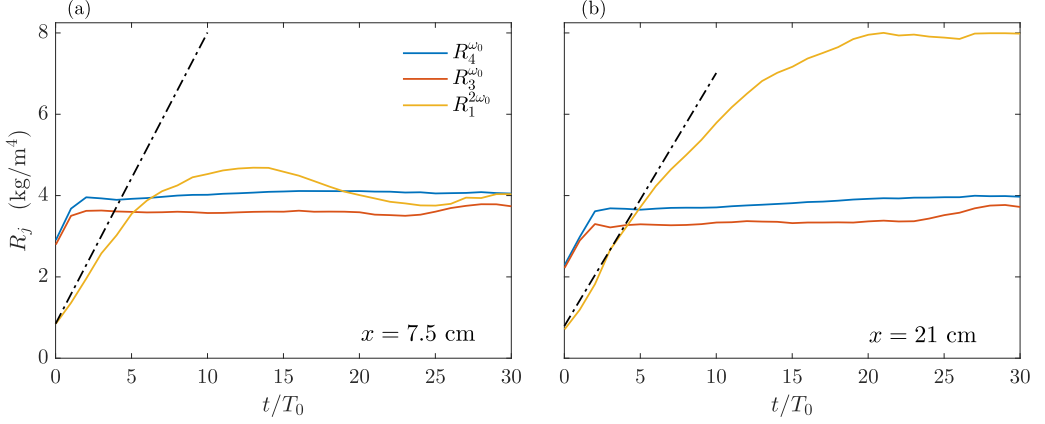 (a)
(b)
8
6
4
2
0
R_j (kg/m^4)
R_4^{ω_0}
R_3^{ω_0}
R_1^{2ω_0}
x = 7.5 cm
x = 21 cm
0 5 10 15 20 25 30
0 5 10 15 20 25 30
t/T_0
t/T_0